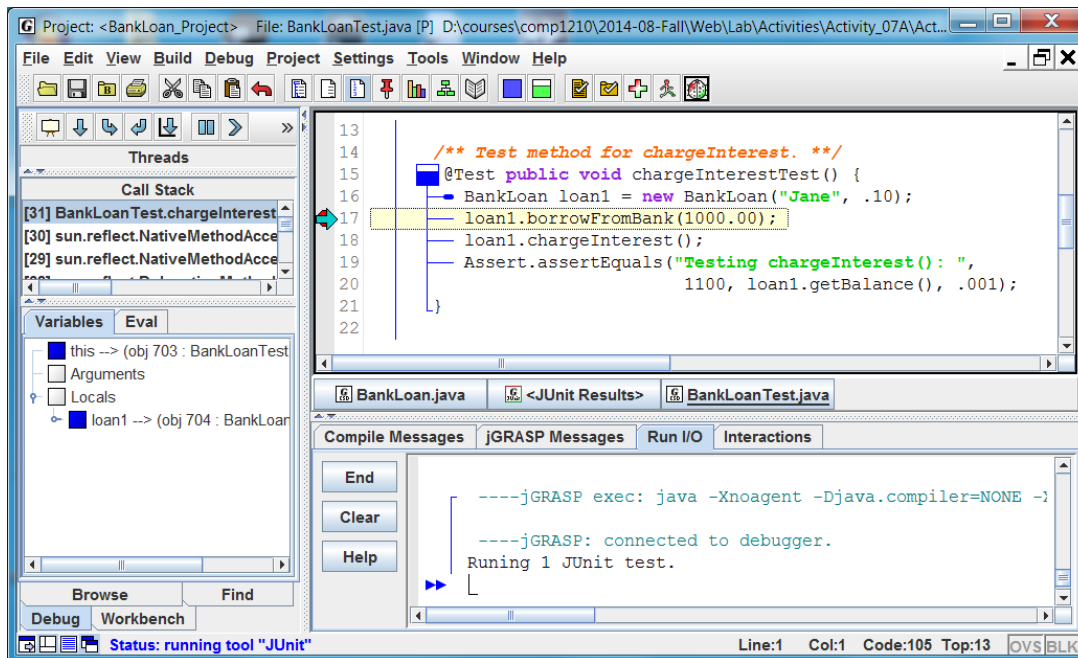 Project: <BankLoan_Project> File: BankLoanTest.java [P] D:\courses\comp1210\2014-08-Fall\Web\Lab\Activities\Activity_07A\Act...
File Edit View Build Debug Project Settings Tools Window Help
Threads
Call Stack
[31] BankLoanTest.chargeInterest
[30] sun.reflect.NativeMethodAcce
[29] sun.reflect.NativeMethodAcce
Variables Eval
this --> (obj 703 : BankLoanTest
Arguments
Locals
loan1 --> (obj 704 : BankLoan
Browse Find
Debug Workbench
13
14 /** Test method for chargeInterest. **/
15 @Test public void chargeInterestTest() {
16 BankLoan loan1 = new BankLoan("Jane", .10);
17 loan1.borrowFromBank(1000.00);
18 loan1.chargeInterest();
19 Assert.assertEquals("Testing chargeInterest(): ",
20 1100, loan1.getBalance(), .001);
21 }
22
BankLoan.java <JUnit Results> BankLoanTest.java
Compile Messages jGRASP Messages Run I/O Interactions
End
Clear
Help
----jGRASP exec: java -Xnoagent -Djava.compiler=NONE -X
----jGRASP: connected to debugger.
Runing 1 JUnit test.
Status: running tool "JUnit" Line:1 Col:1 Code:105 Top:13 OVS BLK